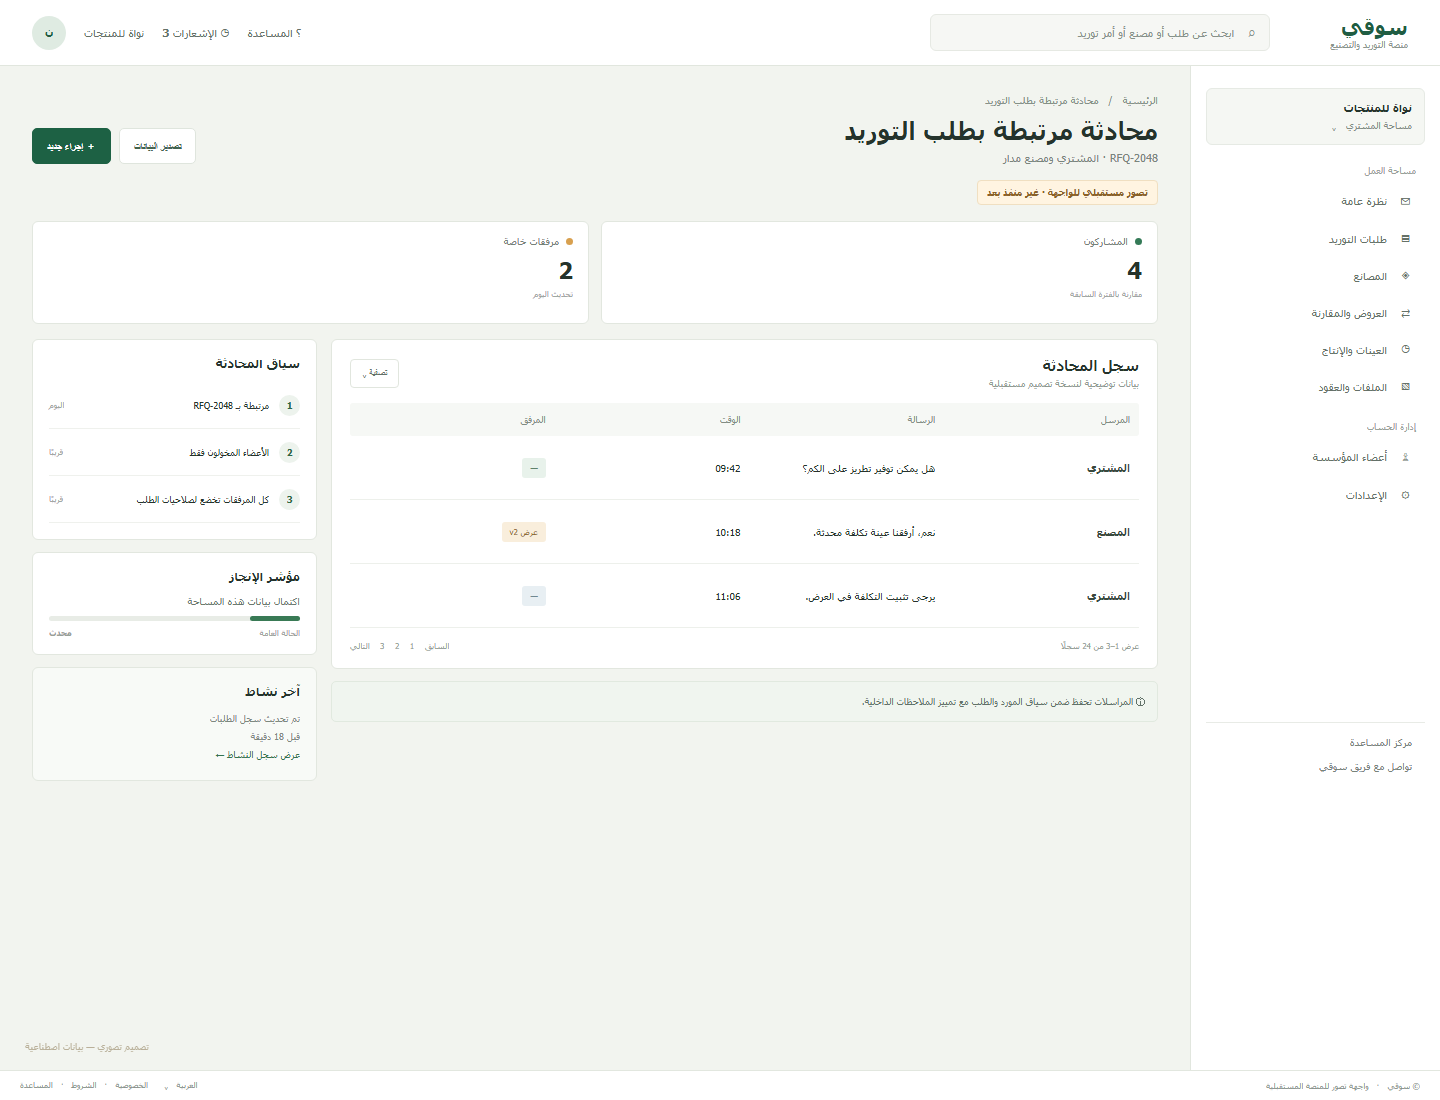 سوقي
منصة التوريد والتصنيع
ابحث عن طلب أو مصنع أو أمر توريد
؟ المساعدة
الإشعارات 3
نواة للمنتجات
ن
نواة للمنتجات
مساحة المشتري
مساحة العمل
نظرة عامة
طلبات التوريد
المصانع
العروض والمقارنة
العينات والإنتاج
الملفات والعقود
إدارة الحساب
أعضاء المؤسسة
الإعدادات
مركز المساعدة
تواصل مع فريق سوقي
الرئيسية / محادثة مرتبطة بطلب التوريد
محادثة مرتبطة بطلب التوريد
RFQ-2048 · المشتري ومصنع مدار
تصور مستقبلي للواجهة · غير منفذ بعد
تصدير البيانات
+ إجراء جديد
المشاركون
4
مقارنة بالفترة السابقة
مرفقات خاصة
2
تحديث اليوم
سجل المحادثة
بيانات توضيحية لنسخة تصميم مستقبلية
تصفية
المرسل الرسالة الوقت المرفق
المشتري هل يمكن توفير تطريز على الكم؟ 09:42 —
المصنع نعم، أرفقنا عينة تكلفة محدثة. 10:18 عرض v2
المشتري يرجى تثبيت التكلفة في العرض. 11:06 —
عرض 1–3 من 24 سجلًا
السابق 1 2 3 التالي
المراسلات تحفظ ضمن سياق المورد والطلب مع تمييز الملاحظات الداخلية.
سياق المحادثة
1 مرتبطة بـ RFQ-2048 اليوم
2 الأعضاء المخولون فقط قريبًا
3 كل المرفقات تخضع لصلاحيات الطلب قريبًا
مؤشر الإنجاز
اكتمال بيانات هذه المساحة
الحالة العامة محدث
آخر نشاط
تم تحديث سجل الطلبات
قبل 18 دقيقة
عرض سجل النشاط ←
تصميم تصوري — بيانات اصطناعية
© سوقي · واجهة تصور للمنصة المستقبلية
العربية الخصوصية · الشروط · المساعدة